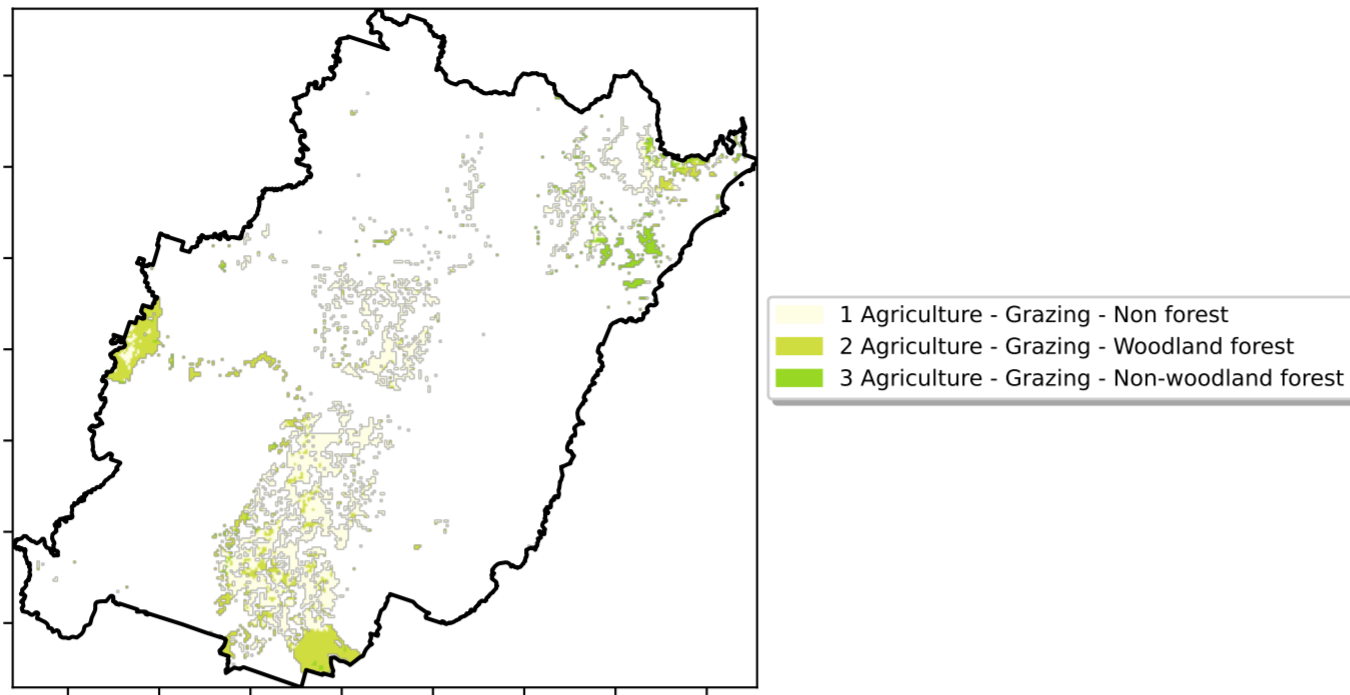 1 Agriculture - Grazing - Non forest
2 Agriculture - Grazing - Woodland forest
3 Agriculture - Grazing - Non-woodland forest